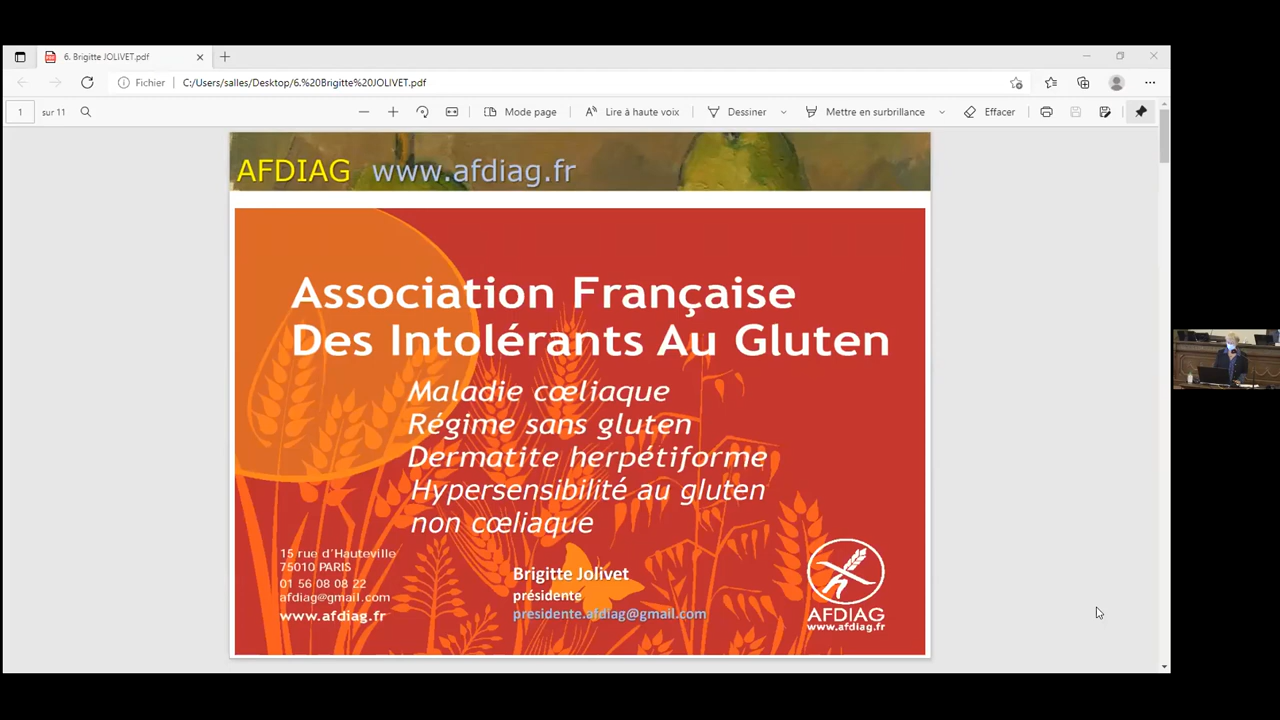 6. Brigitte JOLIVET.pdf
Fichier
C:/Users/salles/Desktop/6.%20Brigitte%20JOLIVET.pdf
1 sur 11
Mode page
Lire à haute voix
Dessiner
Mettre en surbrillance
Effacer
AFDIAG www.afdiag.fr
Association Française
Des Intolérants Au Gluten
Maladie cœliaque
Régime sans gluten
Dermatite herpétiforme
Hypersensibilité au gluten
non cœliaque
15 rue d'Hauteville
75010 PARIS
01 56 08 08 22
afdiag@gmail.com
www.afdiag.fr
Brigitte Jolivet
présidente
presidente.afdiag@gmail.com
AFDIAG
www.afdiag.fr